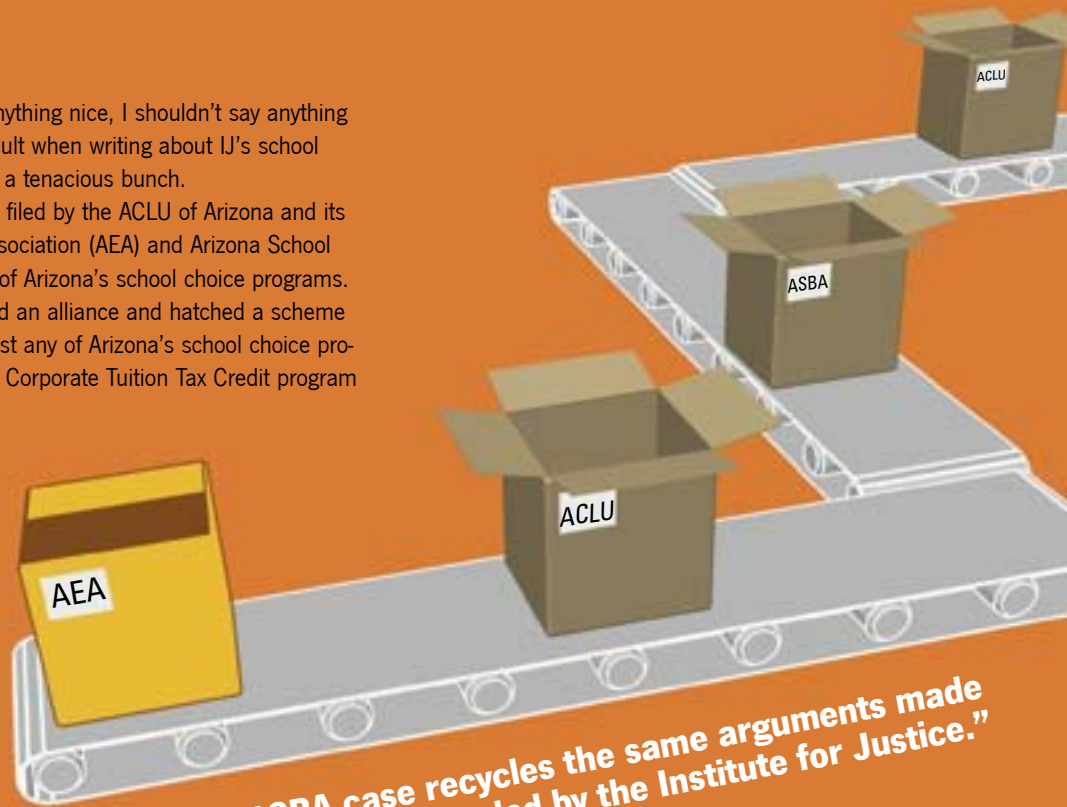 nything nice, I shouldn’t say anything
ult when writing about IJ’s school
a tenacious bunch.
filed by the ACLU of Arizona and its
sociation (AEA) and Arizona School
of Arizona’s school choice programs.
d an alliance and hatched a scheme
st any of Arizona’s school choice pro-
Corporate Tuition Tax Credit program
ACLU
ASBA
ACLU
AEA
case recycles the same arguments made
by the Institute for Justice.”